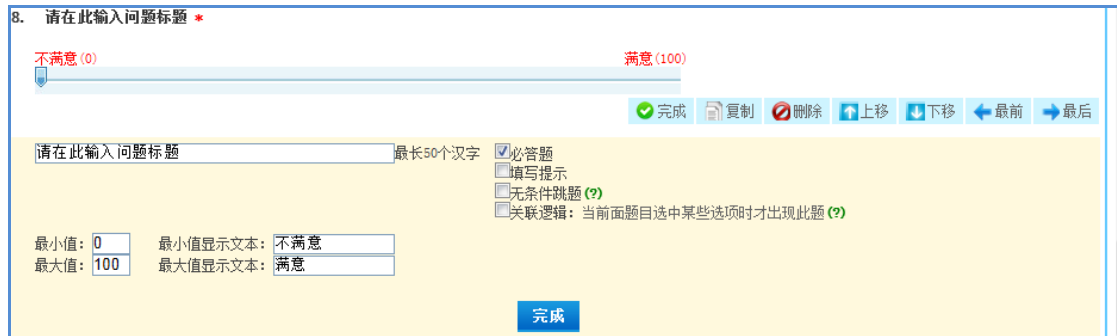 8. 请在此输入问题标题 *
不满意(0) 满意(100)
完成 复制 删除 上移 下移 最前 最后
请在此输入问题标题 最长50个汉字 必答题
填写提示
无条件跳题(?)
关联逻辑：当前面题目选中某些选项时才出现此题(?)
最小值： 0 最小值显示文本： 不满意
最大值： 100 最大值显示文本： 满意
完成